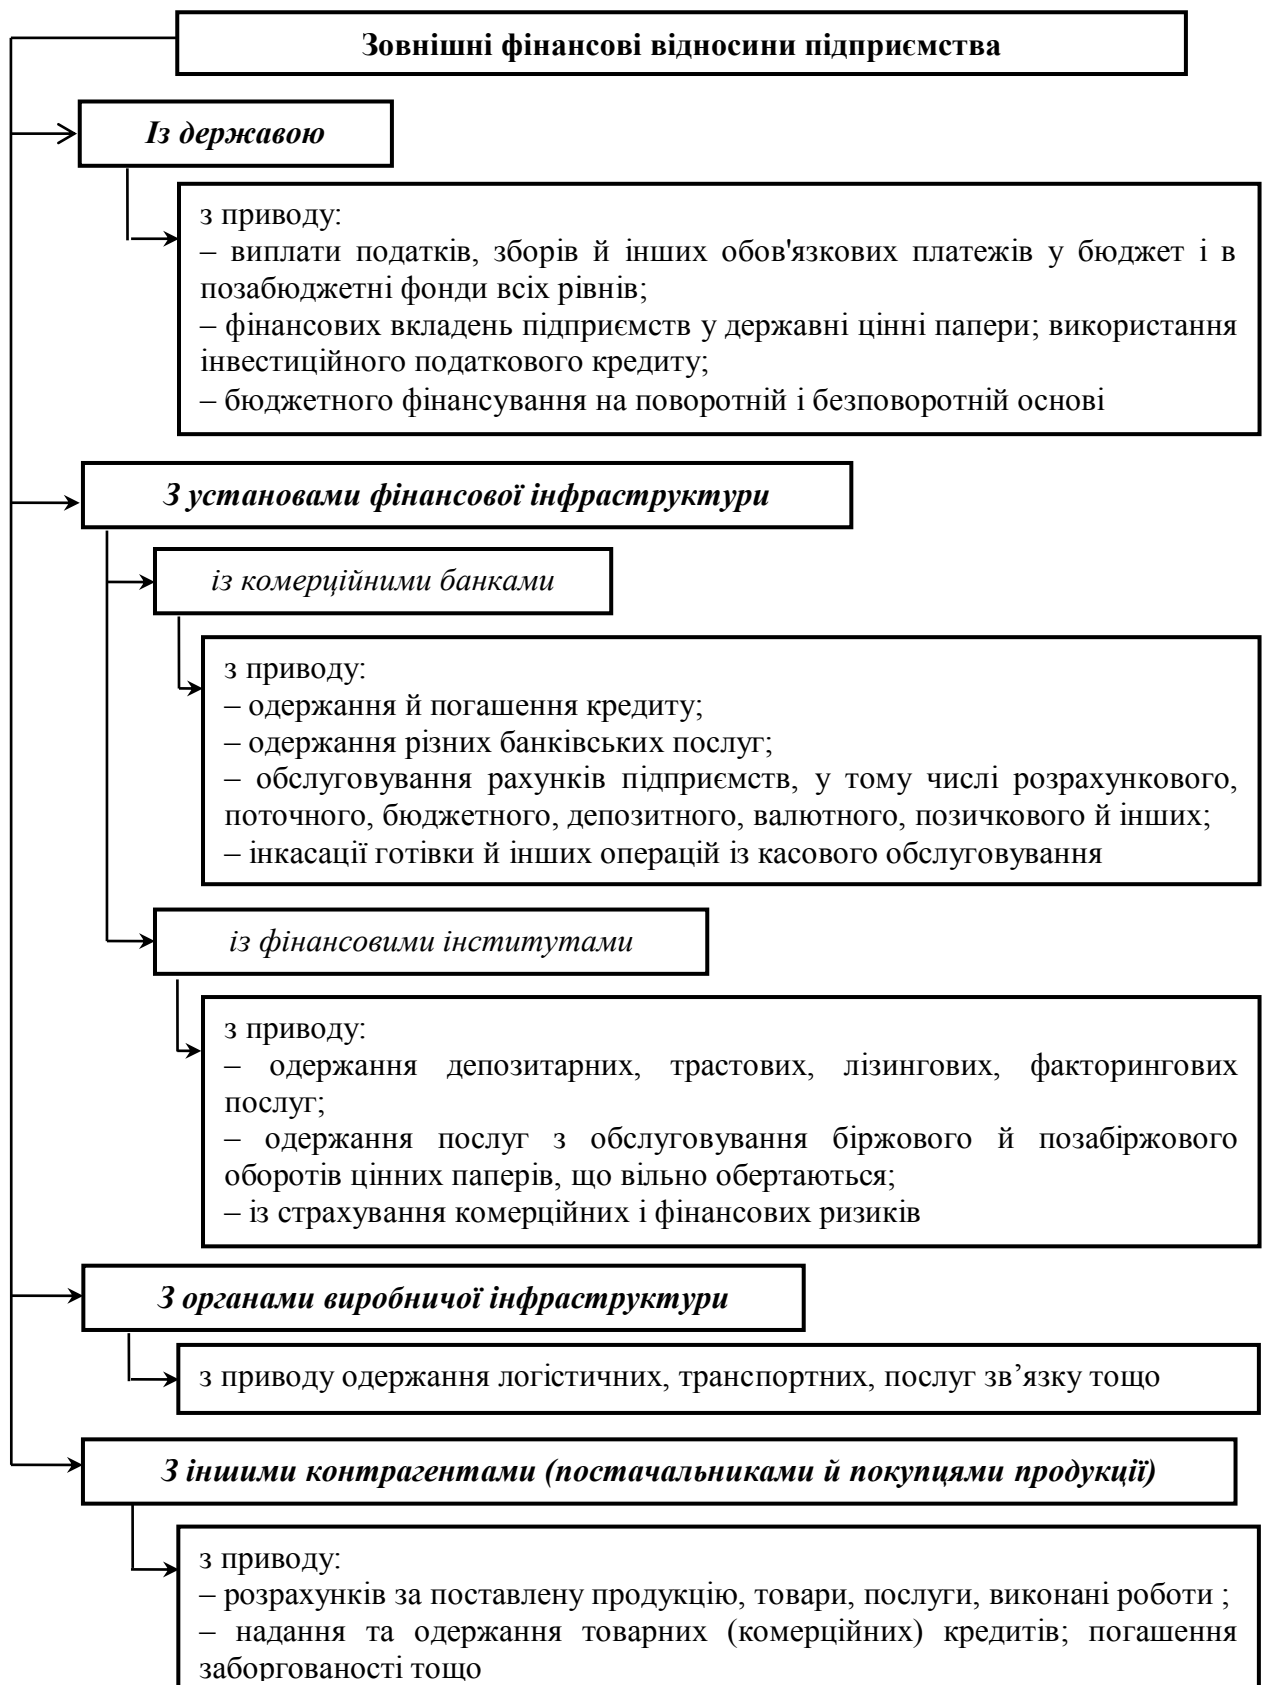 Зовнішні фінансові відносини підприємства
Із державою
з приводу:
– виплати податків, зборів й інших обов'язкових платежів у бюджет і в
позабюджетні фонди всіх рівнів;
– фінансових вкладень підприємств у державні цінні папери; використання
інвестиційного податкового кредиту;
– бюджетного фінансування на поворотній і безповоротній основі
З установами фінансової інфраструктури
із комерційними банками
з приводу:
– одержання й погашення кредиту;
– одержання різних банківських послуг;
– обслуговування рахунків підприємств, у тому числі розрахункового,
поточного, бюджетного, депозитного, валютного, позичкового й інших;
– інкасації готівки й інших операцій із касового обслуговування
із фінансовими інститутами
з приводу:
– одержання депозитарних, трастових, лізингових, факторингових
послуг;
– одержання послуг з обслуговування біржового й позабіржового
оборотів цінних паперів, що вільно обертаються;
– із страхування комерційних і фінансових ризиків
З органами виробничої інфраструктури
з приводу одержання логістичних, транспортних, послуг зв’язку тощо
З іншими контрагентами (постачальниками й покупцями продукції)
з приводу:
– розрахунків за поставлену продукцію, товари, послуги, виконані роботи ;
– надання та одержання товарних (комерційних) кредитів; погашення
заборгованості тощо